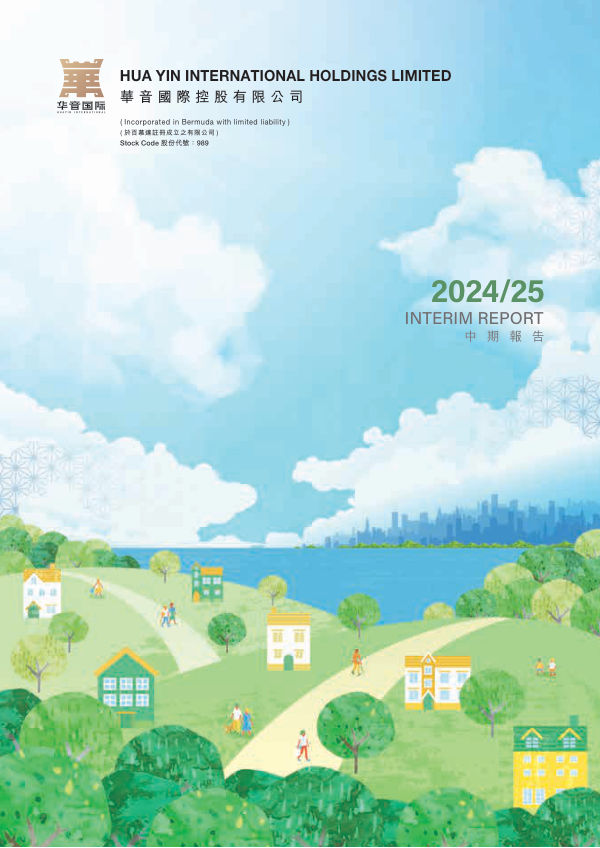 HUA YIN INTERNATIONAL HOLDINGS LIMITED
華音國際控股有限公司
华音国际
HUAYIN INTERNATIONAL
( Incorporated in Bermuda with limited liability )
( 於百慕達註冊成立之有限公司 )
Stock Code 股份代號：989
2024/25
INTERIM REPORT
中期報告